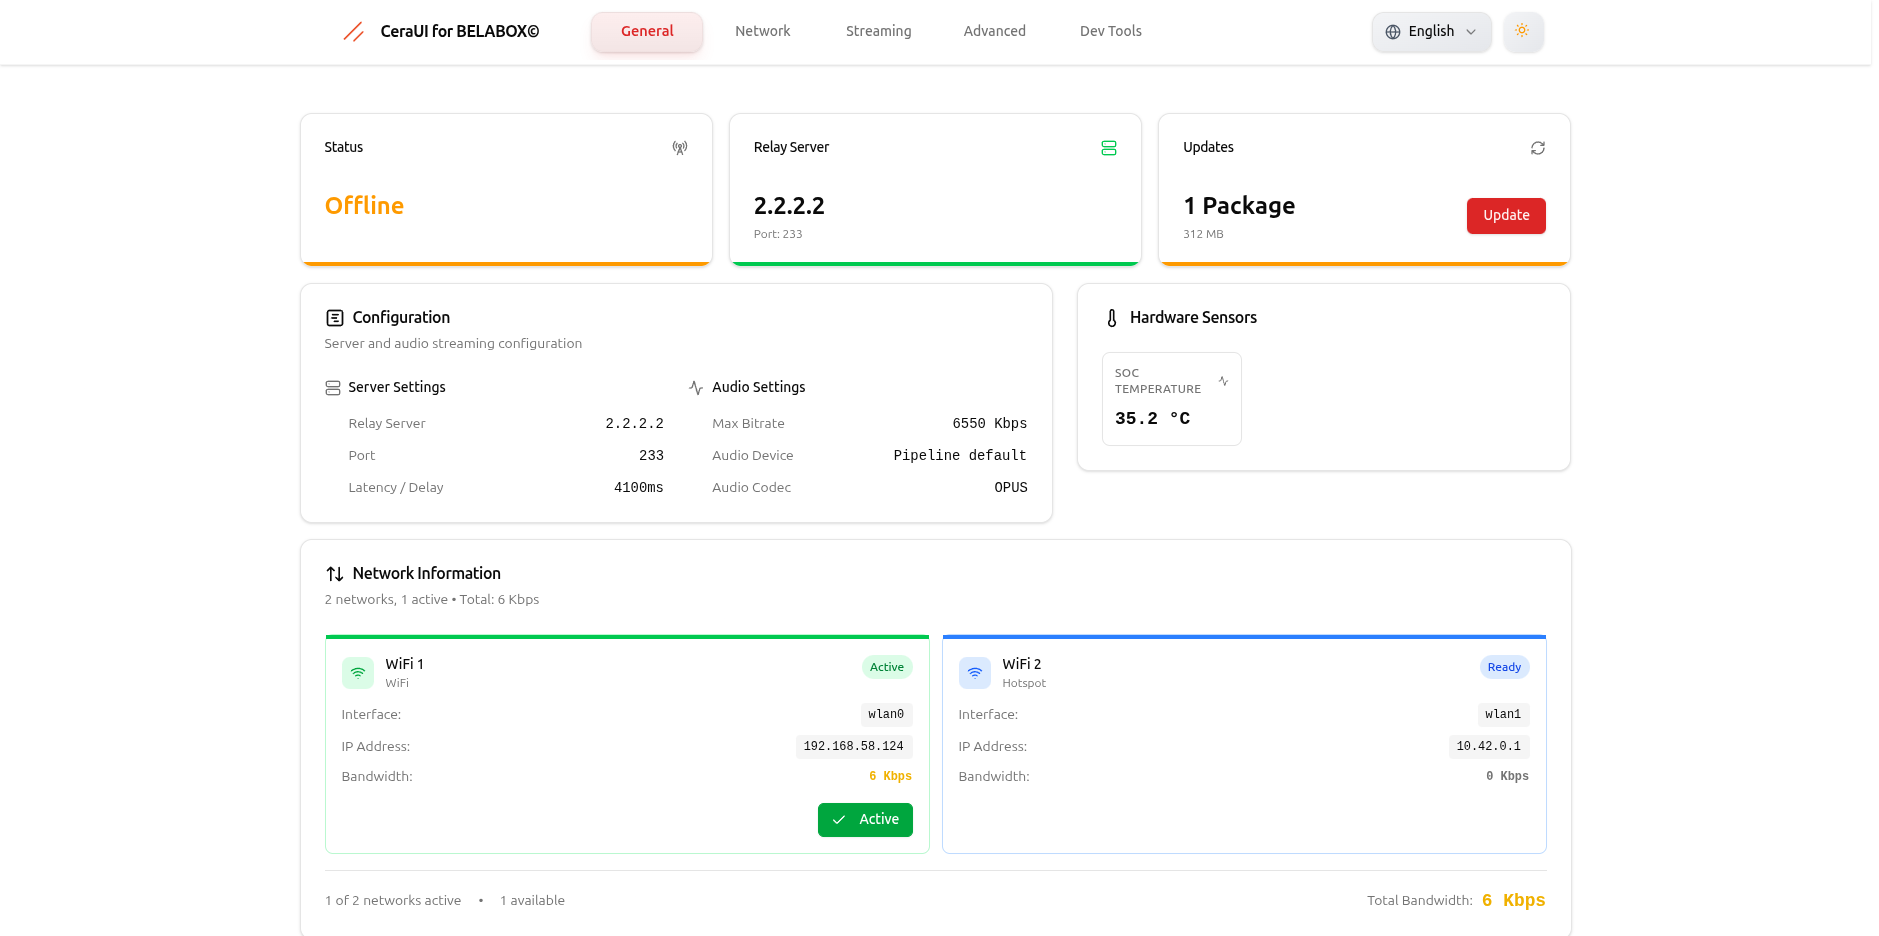 CeraUI for BELABOX©
General
Network
Streaming
Advanced
Dev Tools
English
Status
Offline
Relay Server
2.2.2.2
Port: 233
Updates
1 Package
312 MB
Update
Configuration
Server and audio streaming configuration
Server Settings
Relay Server 2.2.2.2
Port 233
Latency / Delay 4100ms
Audio Settings
Max Bitrate 6550 Kbps
Audio Device Pipeline default
Audio Codec OPUS
Hardware Sensors
SOC
TEMPERATURE
35.2 °C
Network Information
2 networks, 1 active • Total: 6 Kbps
WiFi 1
WiFi
Active
Interface: wlan0
IP Address: 192.168.58.124
Bandwidth: 6 Kbps
Active
WiFi 2
Hotspot
Ready
Interface: wlan1
IP Address: 10.42.0.1
Bandwidth: 0 Kbps
1 of 2 networks active • 1 available
Total Bandwidth: 6 Kbps